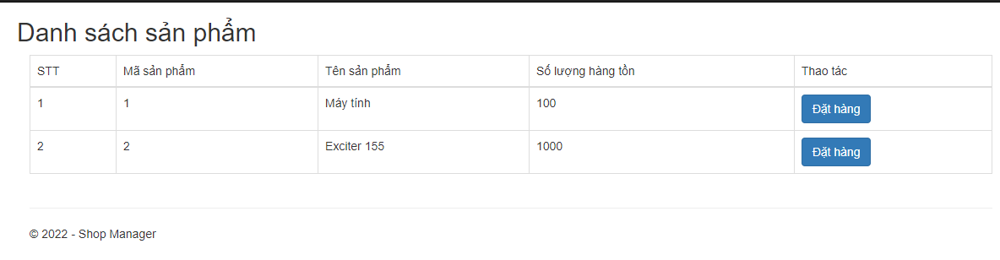 Danh sách sản phẩm
STT Mã sản phẩm Tên sản phẩm Số lượng hàng tồn Thao tác
1 1 Máy tính 100 Đặt hàng
2 2 Exciter 155 1000 Đặt hàng
© 2022 - Shop Manager